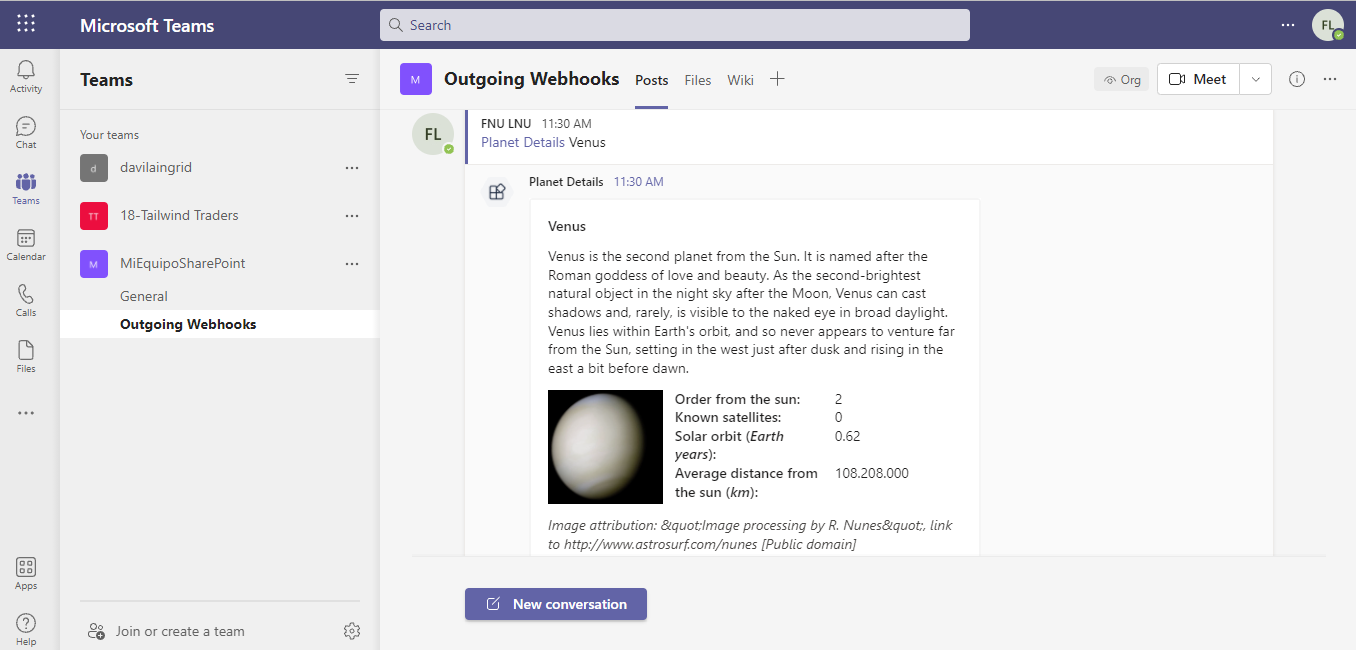 Microsoft Teams
Search
FL
Activity
Chat
Teams
Calendar
Calls
Files
Apps
Help
Teams
Your teams
d
davilaingrid
TT
18-Tailwind Traders
M
MiEquipoSharePoint
General
Outgoing Webhooks
Join or create a team
M
Outgoing Webhooks
Posts
Files
Wiki
Org
Meet
FL
FNU LNU 11:30 AM
Planet Details Venus
Planet Details 11:30 AM
Venus
Venus is the second planet from the Sun. It is named after the
Roman goddess of love and beauty. As the second-brightest
natural object in the night sky after the Moon, Venus can cast
shadows and, rarely, is visible to the naked eye in broad daylight.
Venus lies within Earth's orbit, and so never appears to venture far
from the Sun, setting in the west just after dusk and rising in the
east a bit before dawn.
Order from the sun: 2
Known satellites: 0
Solar orbit (Earth 0.62
years):
Average distance from 108.208.000
the sun (km):
Image attribution: &quot;Image processing by R. Nunes&quot;, link
to http://www.astrosurf.com/nunes [Public domain]
New conversation